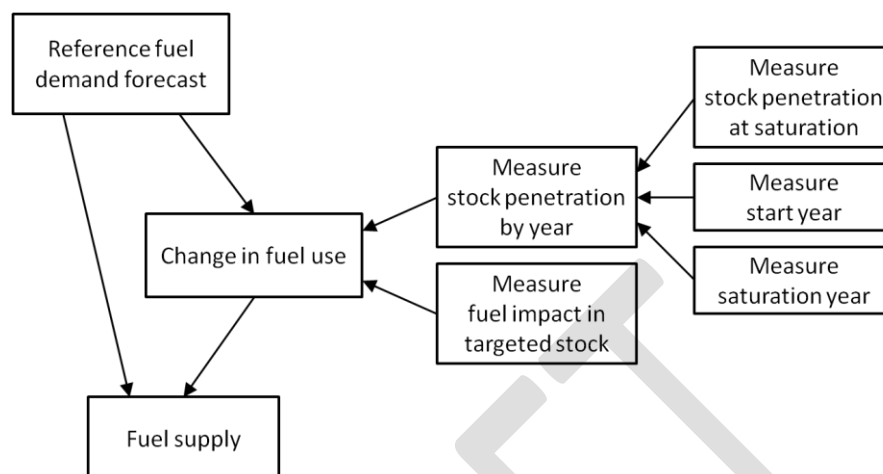 Reference fuel
demand forecast
Measure
stock penetration
at saturation
Measure
stock penetration
by year
Measure
start year
Change in fuel use
Measure
fuel impact in
targeted stock
Measure
saturation year
Fuel supply